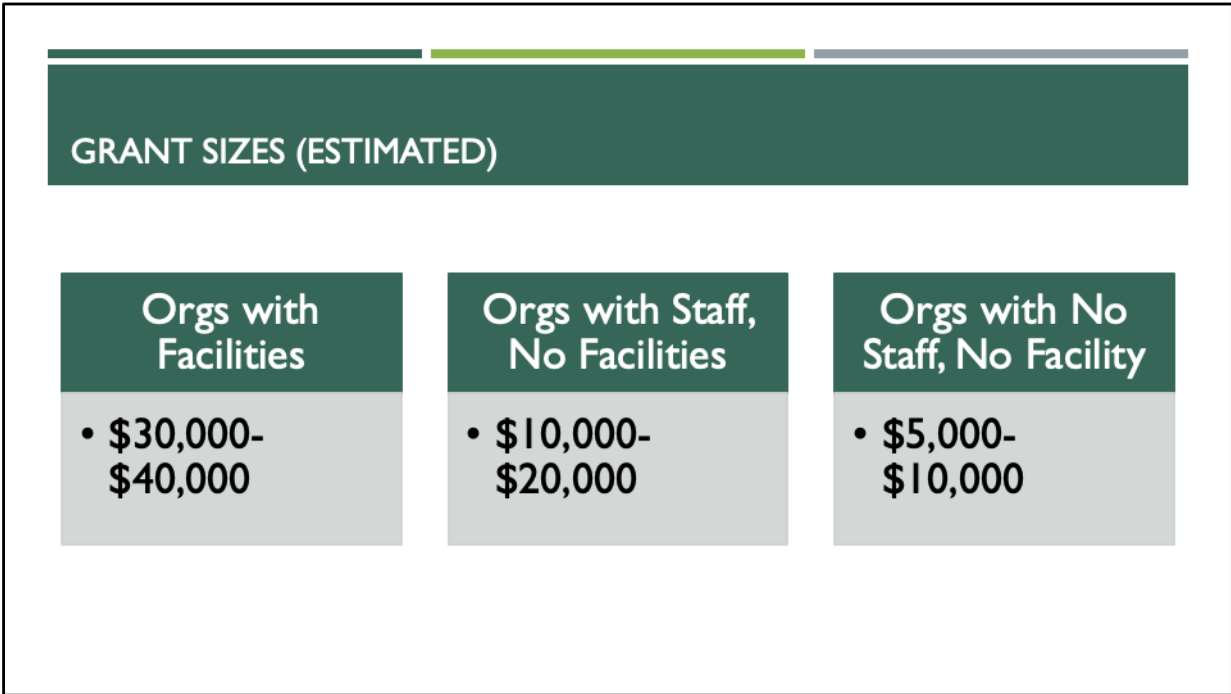 GRANT SIZES (ESTIMATED)
Orgs with
Facilities
• $30,000-
$40,000
Orgs with Staff,
No Facilities
• $10,000-
$20,000
Orgs with No
Staff, No Facility
• $5,000-
$10,000